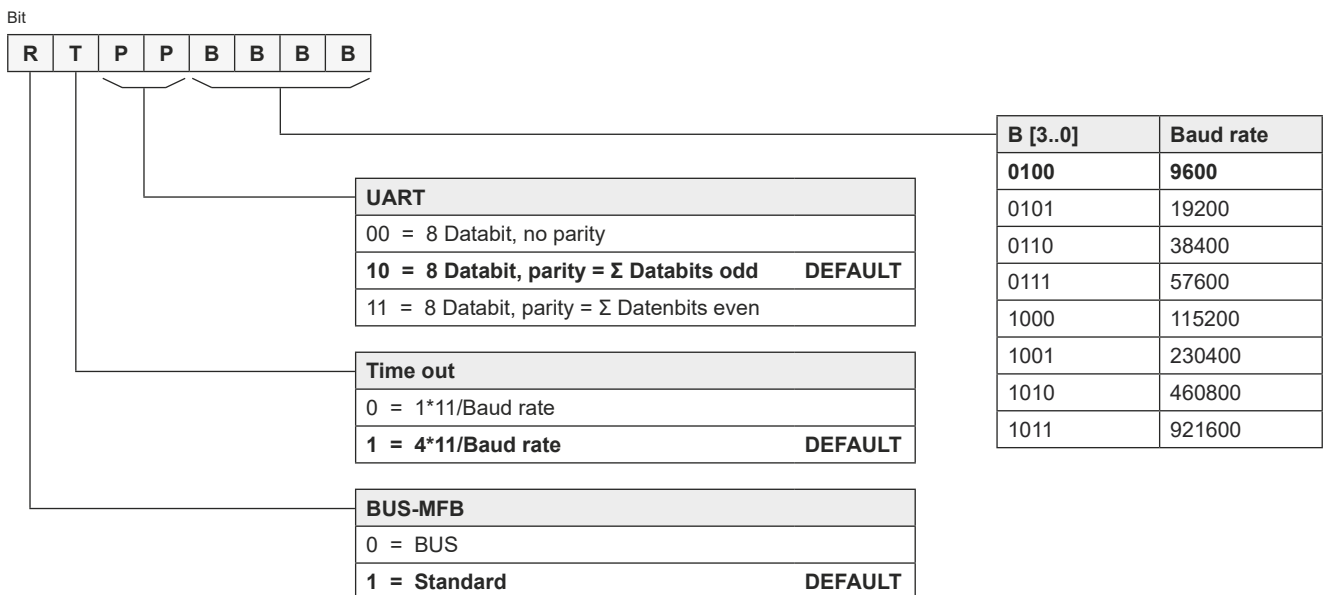 Bit
R T P P B B B B
B [3..0] Baud rate
0100 9600
0101 19200
0110 38400
0111 57600
1000 115200
1001 230400
1010 460800
1011 921600
UART
00 = 8 Databit, no parity
10 = 8 Databit, parity = Σ Databits odd DEFAULT
11 = 8 Databit, parity = Σ Datenbits even
Time out
0 = 1*11/Baud rate
1 = 4*11/Baud rate DEFAULT
BUS-MFB
0 = BUS
1 = Standard DEFAULT